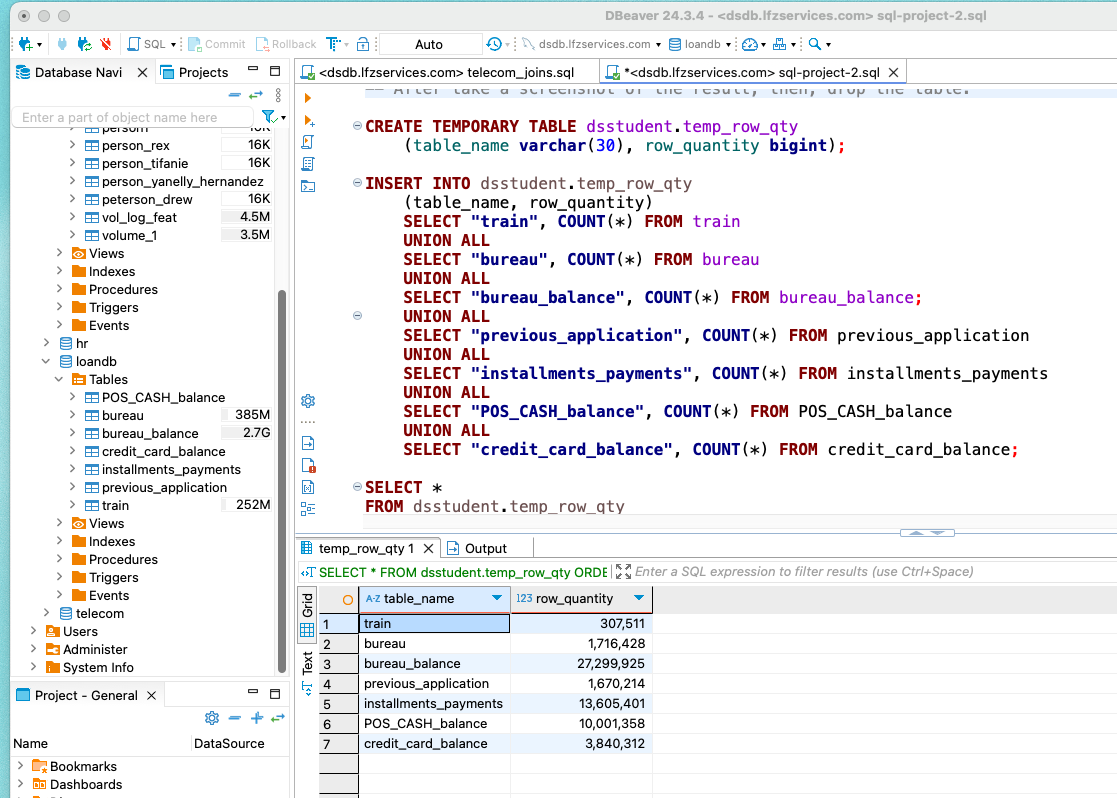 DBeaver 24.3.4 - <dsdb.lfzservices.com> sql-project-2.sql
SQL Commit Rollback Auto dsdb.lfzservices.com loandb
Database Navi Projects
Enter a part of object name here
person 16K
person_rex 16K
person_tifanie 16K
person_yanelly_hernandez
peterson_drew 16K
vol_log_feat 4.5M
volume_1 3.5M
Views
Indexes
Procedures
Triggers
Events
hr
loandb
Tables
POS_CASH_balance
bureau 385M
bureau_balance 2.7G
credit_card_balance
installments_payments
previous_application
train 252M
Views
Indexes
Procedures
Triggers
Events
telecom
Users
Administer
System Info
Project - General
Name DataSource
Bookmarks
Dashboards
<dsdb.lfzservices.com> telecom_joins.sql
*<dsdb.lfzservices.com> sql-project-2.sql
-- After take a screenshot of the result, then, drop the table.
CREATE TEMPORARY TABLE dsstudent.temp_row_qty
(table_name varchar(30), row_quantity bigint);
INSERT INTO dsstudent.temp_row_qty
(table_name, row_quantity)
SELECT "train", COUNT(*) FROM train
UNION ALL
SELECT "bureau", COUNT(*) FROM bureau
UNION ALL
SELECT "bureau_balance", COUNT(*) FROM bureau_balance;
UNION ALL
SELECT "previous_application", COUNT(*) FROM previous_application
UNION ALL
SELECT "installments_payments", COUNT(*) FROM installments_payments
UNION ALL
SELECT "POS_CASH_balance", COUNT(*) FROM POS_CASH_balance
UNION ALL
SELECT "credit_card_balance", COUNT(*) FROM credit_card_balance;
SELECT *
FROM dsstudent.temp_row_qty
temp_row_qty 1 Output
SELECT * FROM dsstudent.temp_row_qty ORDE Enter a SQL expression to filter results (use Ctrl+Space)
Grid
Text
A-Z table_name 123 row_quantity
1 train 307,511
2 bureau 1,716,428
3 bureau_balance 27,299,925
4 previous_application 1,670,214
5 installments_payments 13,605,401
6 POS_CASH_balance 10,001,358
7 credit_card_balance 3,840,312